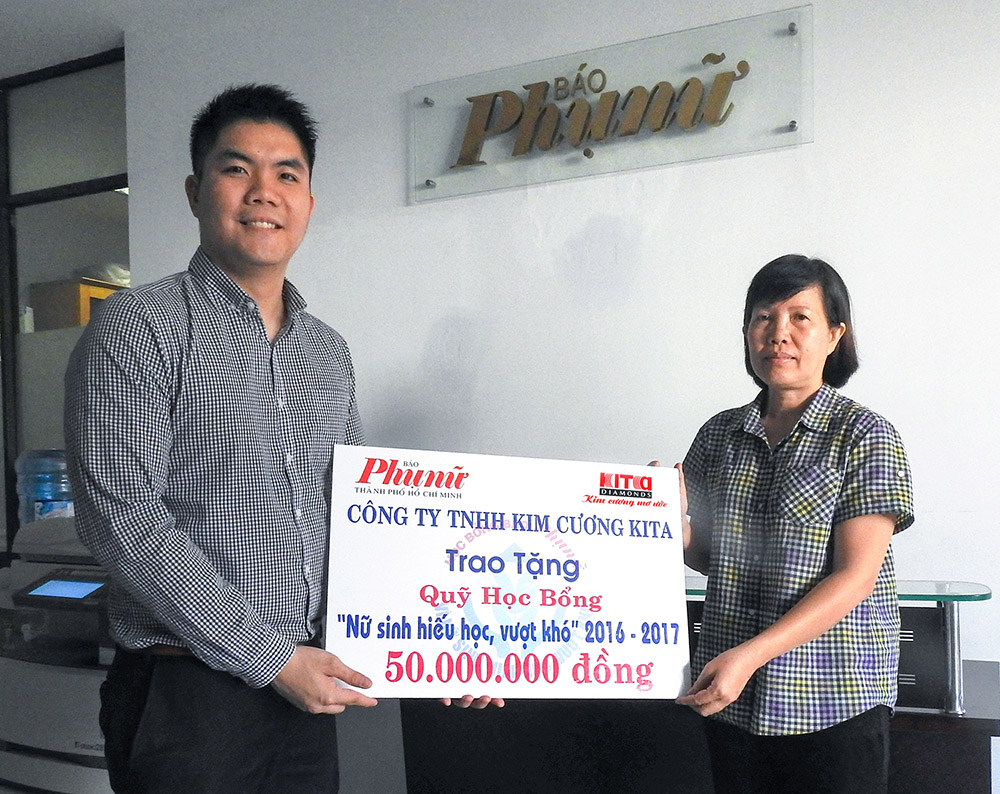 BÁO
Phụ nữ
BÁO
Phụ nữ
THÀNH PHỐ HỒ CHÍ MINH
KITA
DIAMONDS
Kim cương mơ ước
CÔNG TY TNHH KIM CƯƠNG KITA
Trao Tặng
Quỹ Học Bổng
"Nữ sinh hiếu học, vượt khó" 2016 - 2017
50.000.000 đồng